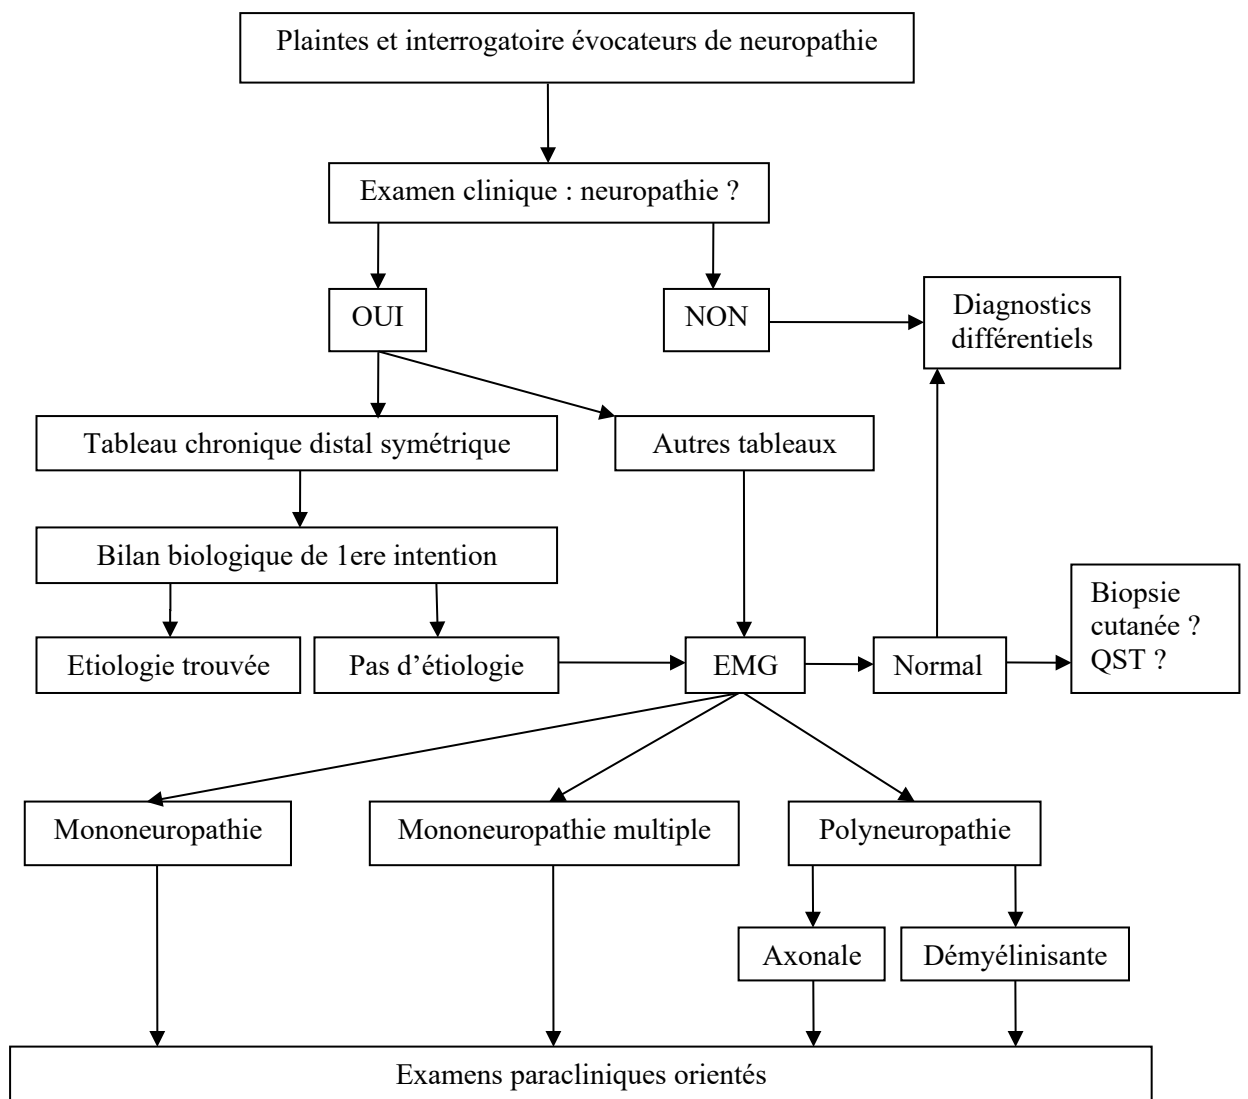 Plaintes et interrogatoire évocateurs de neuropathie
Examen clinique : neuropathie ?
OUI
NON
Diagnostics
différentiels
Tableau chronique distal symétrique
Autres tableaux
Bilan biologique de 1ere intention
Biopsie
cutanée ?
QST ?
Etiologie trouvée
Pas d’étiologie
EMG
Normal
Mononeuropathie
Mononeuropathie multiple
Polyneuropathie
Axonale
Démyélinisante
Examens paracliniques orientés